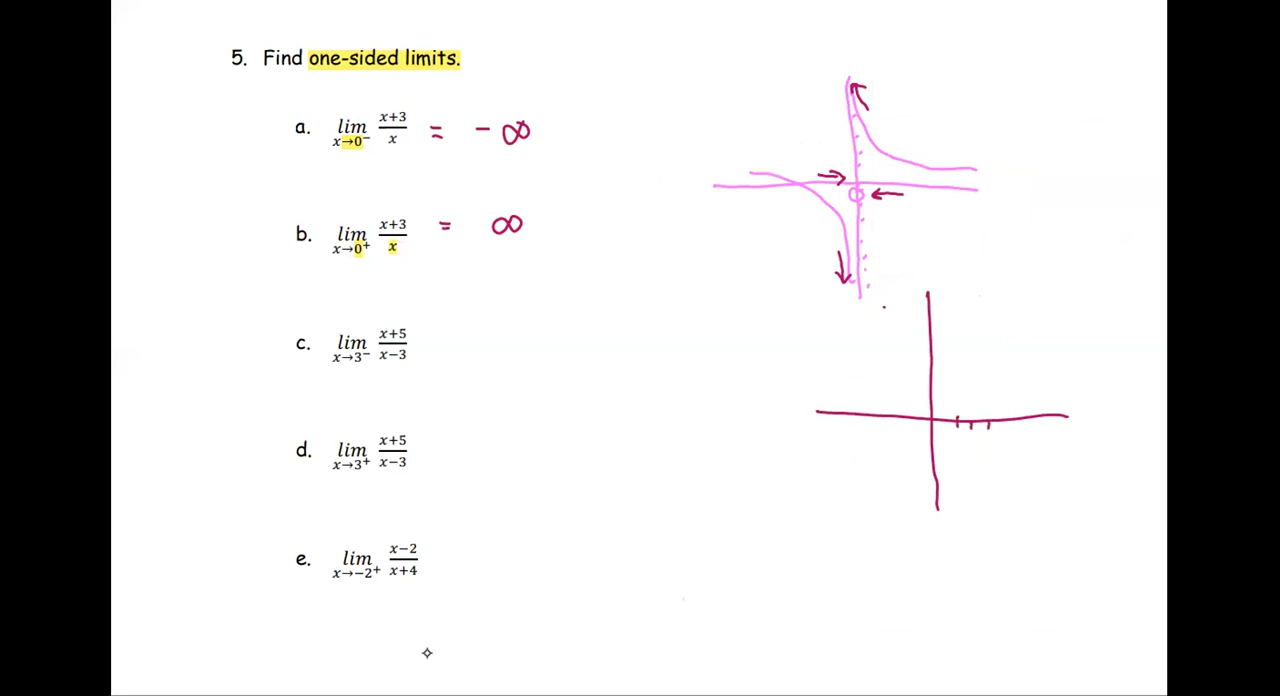 5. Find one-sided limits.
a. lim x→0⁻ x+3/x = - ∞
b. lim x→0⁺ x+3/x = ∞
c. lim x→3⁻ x+5/x−3
d. lim x→3⁺ x+5/x−3
e. lim x→−2⁺ x−2/x+4